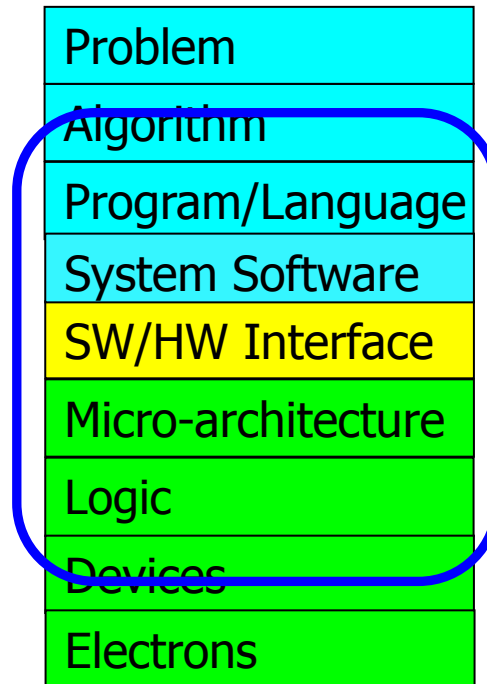 Problem
Algorithm
Program/Language
System Software
SW/HW Interface
Micro-architecture
Logic
Devices
Electrons